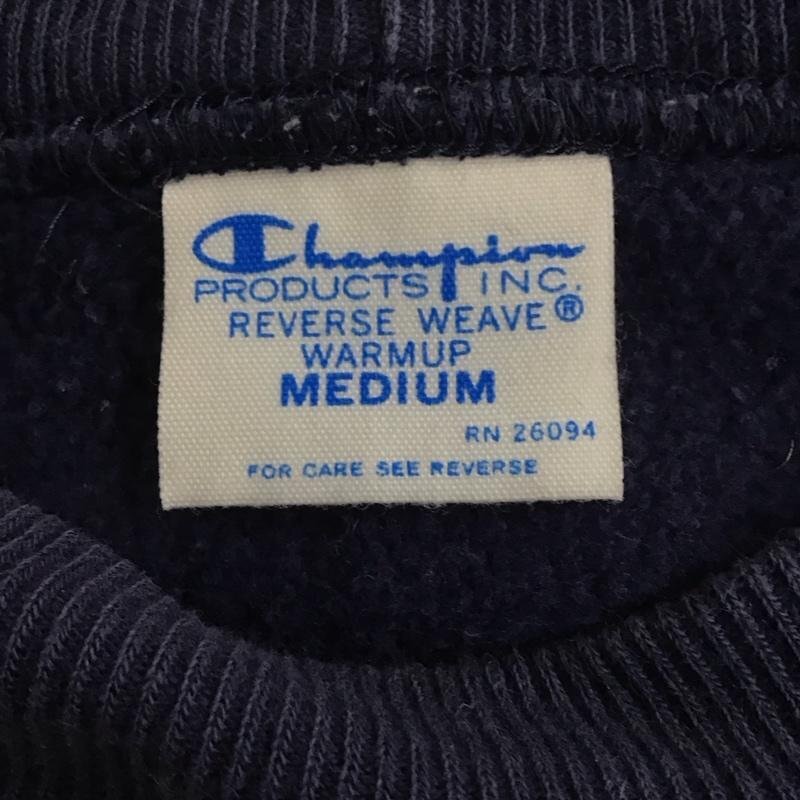 Champion
PRODUCTS INC.
REVERSE WEAVE®
WARMUP
MEDIUM
RN 26094
FOR CARE SEE REVERSE